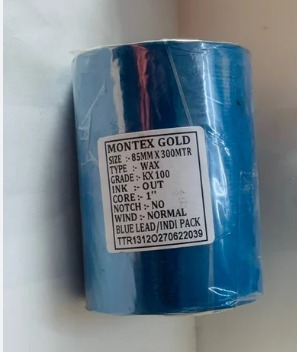 MONTEX GOLD
SIZE :- 85MM X 300MTR
TYPE :- WAX
GRADE :- KX 100
INK :- OUT
CORE :- 1"
NOTCH :- NO
WIND :- NORMAL
BLUE LEAD/INDI PACK
TTR1312O270622039